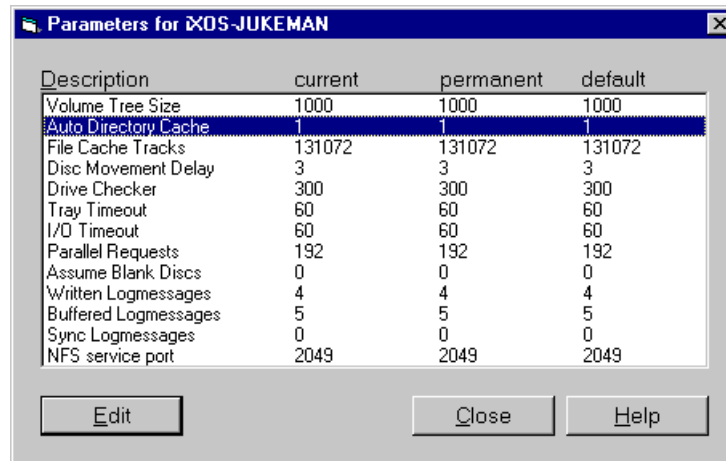 Parameters for iXOS-JUKEMAN
Description current permanent default
Volume Tree Size 1000 1000 1000
Auto Directory Cache 1 1 1
File Cache Tracks 131072 131072 131072
Disc Movement Delay 3 3 3
Drive Checker 300 300 300
Tray Timeout 60 60 60
I/O Timeout 60 60 60
Parallel Requests 192 192 192
Assume Blank Discs 0 0 0
Written Logmessages 4 4 4
Buffered Logmessages 5 5 5
Sync Logmessages 0 0 0
NFS service port 2049 2049 2049
Edit Close Help